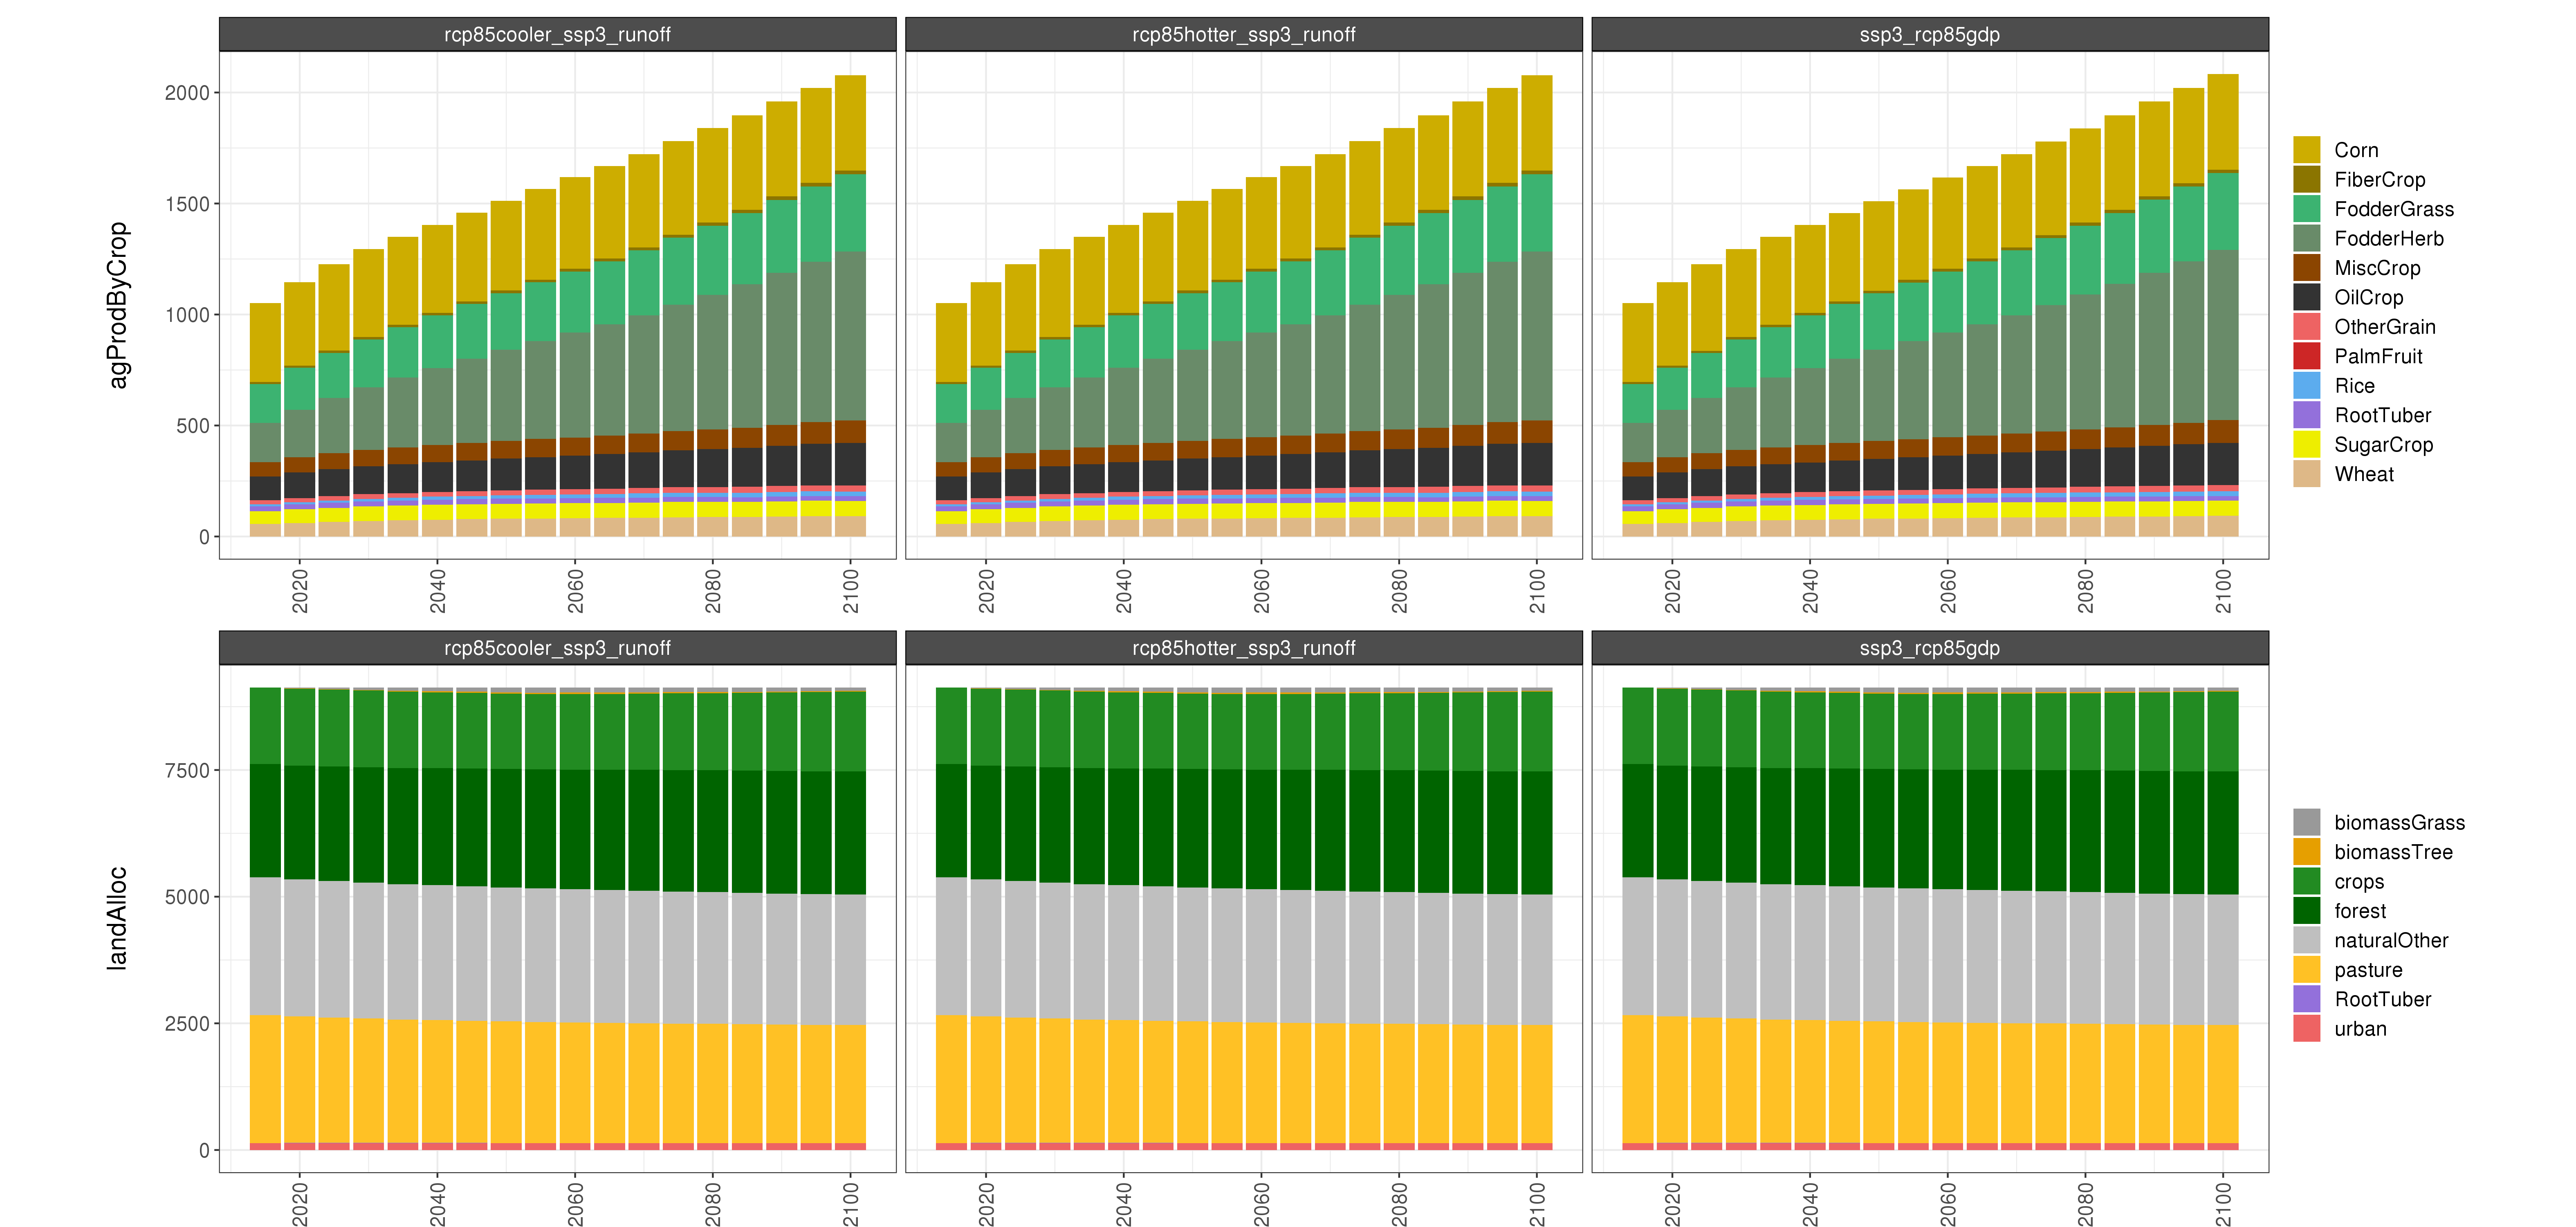 rcp85cooler_ssp3_runoff
rcp85hotter_ssp3_runoff
ssp3_rcp85gdp
agProdByCrop
2000
1500
1000
500
0
2020
2040
2060
2080
2100
2020
2040
2060
2080
2100
2020
2040
2060
2080
2100
Corn
FiberCrop
FodderGrass
FodderHerb
MiscCrop
OilCrop
OtherGrain
PalmFruit
Rice
RootTuber
SugarCrop
Wheat
rcp85cooler_ssp3_runoff
rcp85hotter_ssp3_runoff
ssp3_rcp85gdp
landAlloc
7500
5000
2500
0
2020
2040
2060
2080
2100
2020
2040
2060
2080
2100
2020
2040
2060
2080
2100
biomassGrass
biomassTree
crops
forest
naturalOther
pasture
RootTuber
urban